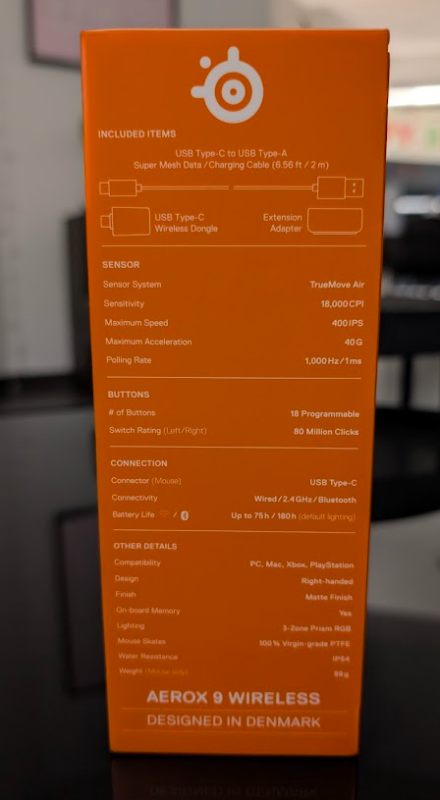 INCLUDED ITEMS
USB Type-C to USB Type-A
Super Mesh Data / Charging Cable (6.56 ft / 2 m)
USB Type-C Extension
Wireless Dongle Adapter
SENSOR
Sensor System TrueMove Air
Sensitivity 18,000 CPI
Maximum Speed 400 IPS
Maximum Acceleration 40 G
Polling Rate 1,000 Hz / 1 ms
BUTTONS
# of Buttons 18 Programmable
Switch Rating (Left/Right) 80 Million Clicks
CONNECTION
Connector (Mouse) USB Type-C
Connectivity Wired / 2.4 GHz / Bluetooth
Battery Life / Up to 75 h / 180 h (default lighting)
OTHER DETAILS
Compatibility PC, Mac, Xbox, PlayStation
Design Right-handed
Finish Matte Finish
On-board Memory Yes
Lighting 3-Zone Prism RGB
Mouse Skates 100% Virgin-grade PTFE
Water Resistance IP54
Weight (Mouse only) 89 g
AEROX 9 WIRELESS
DESIGNED IN DENMARK